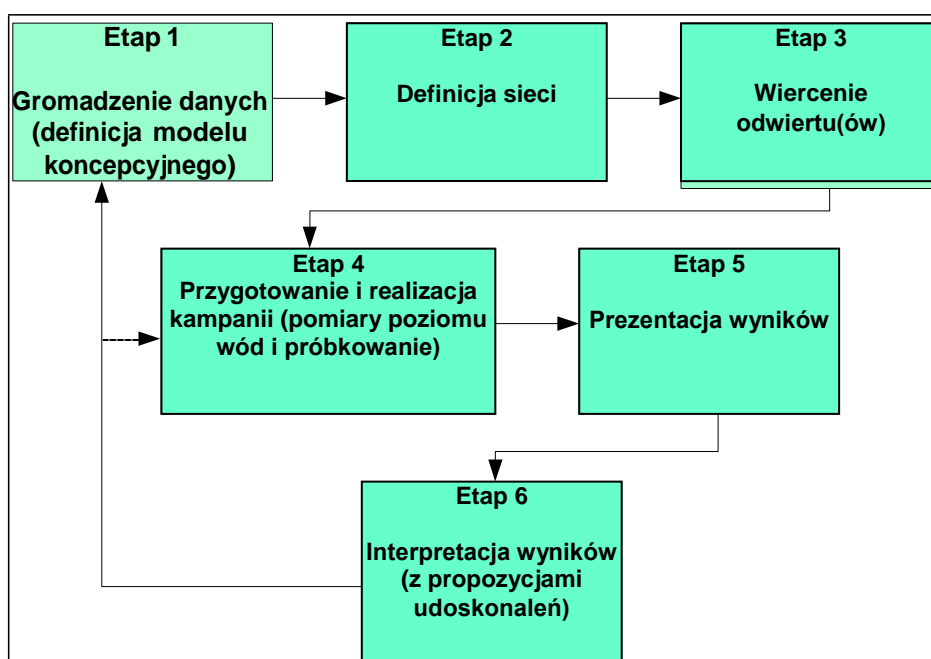 Etap 1
Gromadzenie danych
(definicja modelu
koncepcyjnego)
Etap 2
Definicja sieci
Etap 3
Wiercenie
odwiertu(ów)
Etap 4
Przygotowanie i realizacja
kampanii (pomiary poziomu
wód i próbkowanie)
Etap 5
Prezentacja wyników
Etap 6
Interpretacja wyników
(z propozycjami
udoskonaleń)